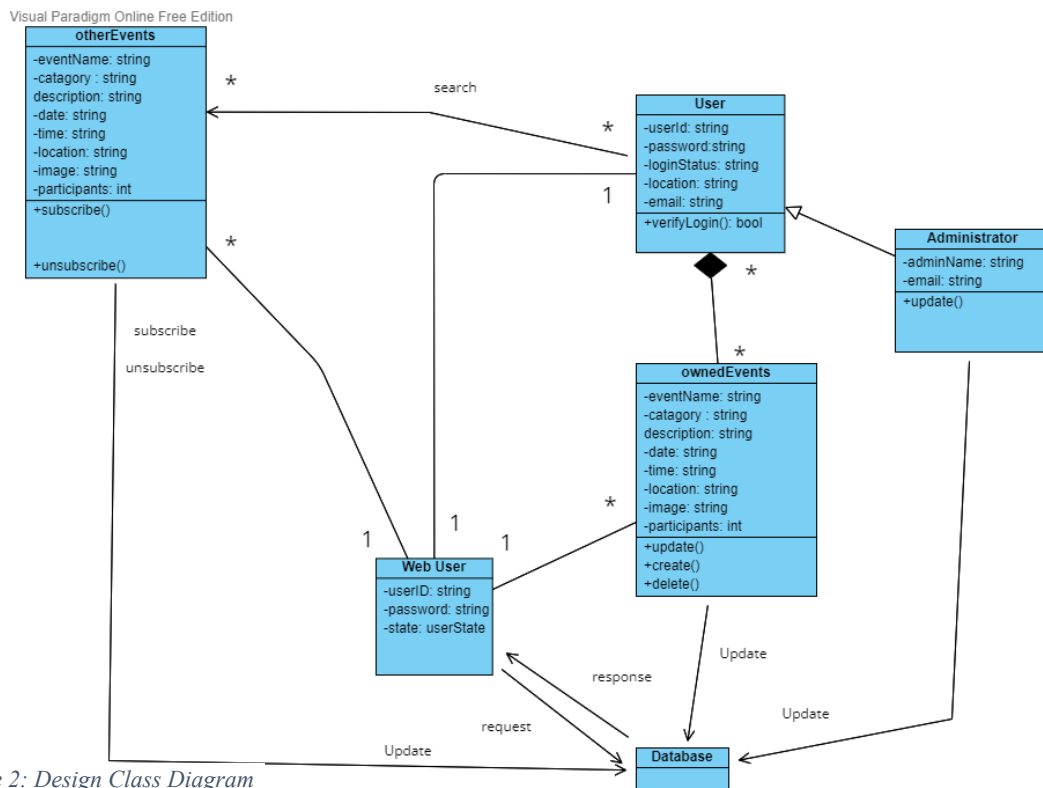 Visual Paradigm Online Free Edition
otherEvents
-eventName: string
-catagory : string
description: string
-date: string
-time: string
-location: string
-image: string
-participants: int
+subscribe()
+unsubscribe()
*
search
*
User
-userId: string
-password:string
-loginStatus: string
-location: string
-email: string
+verifyLogin(): bool
1
*
Administrator
-adminName: string
-email: string
+update()
*
subscribe
unsubscribe
*
ownedEvents
-eventName: string
-catagory : string
description: string
-date: string
-time: string
-location: string
-image: string
-participants: int
+update()
+create()
+delete()
*
1
1
1
Web User
-userID: string
-password: string
-state: userState
response
request
Update
Update
Update
Database
e 2: Design Class Diagram